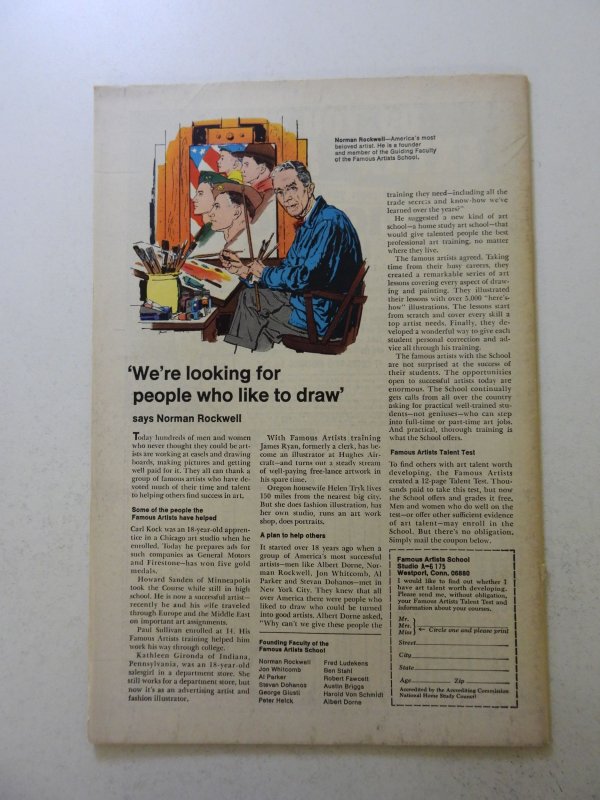 Norman Rockwell—America's most
beloved artist. He is a founder
and member of the Guiding Faculty
of the Famous Artists School.
'We're looking for
people who like to draw'
says Norman Rockwell
Today hundreds of men and women
who never thought they could be art-
ists are working at easels and drawing
boards, making pictures and getting
well paid for it. They all can thank a
group of famous artists who have de-
voted much of their time and talent
to helping others find success in art.
Some of the people the
Famous Artists have helped
Carl Kock was an 18-year-old appren-
tice in a Chicago art studio when he
enrolled. Today he prepares ads for
such companies as General Motors
and Firestone—has won five gold
medals.
Howard Sanden of Minneapolis
took the Course while still in high
school. He is now a successful artist—
recently he and his wife traveled
through Europe and the Middle East
on important art assignments.
Paul Sullivan enrolled at 14. His
Famous Artists training helped him
work his way through college.
Kathleen Gironda of Indiana,
Pennsylvania, was an 18-year-old
salesgirl in a department store. She
still works for a department store, but
now it's as an advertising artist and
fashion illustrator.
With Famous Artists training
James Ryan, formerly a clerk, has be-
come an illustrator at Hughes Air-
craft—and turns out a steady stream
of well-paying free-lance artwork in
his spare time.
Oregon housewife Helen Tryk lives
150 miles from the nearest big city.
But she does fashion illustration, has
her own studio, runs an art work
shop, does portraits.
A plan to help others
It started over 18 years ago when a
group of America's most successful
artists—men like Albert Dorne, Nor-
man Rockwell, Jon Whitcomb, Al
Parker and Stevan Dohanos—met in
New York City. They knew that all
over America there were people who
liked to draw who could be turned
into good artists. Albert Dorne asked,
"Why can't we give these people the
Founding Faculty of the
Famous Artists School
Norman Rockwell
Jon Whitcomb
Al Parker
Stevan Dohanos
George Giusti
Peter Helck
Fred Ludekens
Ben Stahl
Robert Fawcett
Austin Briggs
Harold Von Schmidt
Albert Dorne
training they need—including all the
trade secrets and know-how we've
learned over the years?"
He suggested a new kind of art
school—a home study art school—that
would give talented people the best
professional art training, no matter
where they live.
The famous artists agreed. Taking
time from their busy careers, they
created a remarkable series of art
lessons covering every aspect of draw-
ing and painting. They illustrated
their lessons with over 5,000 "here's-
how" illustrations. The lessons start
from scratch and cover every skill a
top artist needs. Finally, they de-
veloped a wonderful way to give each
student personal correction and ad-
vice all through his training.
The famous artists with the School
are not surprised at the success of
their students. The opportunities
open to successful artists today are
enormous. The School continually
gets calls from all over the country
asking for practical well-trained stu-
dents—not geniuses—who can step
into full-time or part-time art jobs.
And practical, thorough training is
what the School offers.
Famous Artists Talent Test
To find others with art talent worth
developing, the Famous Artists
created a 12-page Talent Test. Thou-
sands paid to take this test, but now
the School offers and grades it free.
Men and women who do well on the
test—or offer other sufficient evidence
of art talent—may enroll in the
School. But there's no obligation.
Simply mail the coupon below.
Famous Artists School
Studio A-6175
Westport, Conn. 06880
I would like to find out whether I
have art talent worth developing.
Please send me, without obligation,
your Famous Artists Talent Test and
information about your courses.
Mr.
Mrs. ← Circle one and please print
Miss
Street
City
State
Age Zip
Accredited by the Accrediting Commission
National Home Study Council